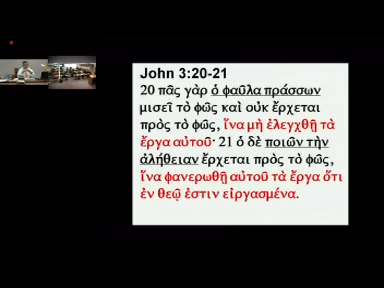 John 3:20-21
20 πᾶς γὰρ ὁ φαῦλα πράσσων
μισεῖ τὸ φῶς καὶ οὐκ ἔρχεται
πρὸς τὸ φῶς, ἵνα μὴ ἐλεγχθῇ τὰ
ἔργα αὐτοῦ· 21 ὁ δὲ ποιῶν τὴν
ἀλήθειαν ἔρχεται πρὸς τὸ φῶς,
ἵνα φανερωθῇ αὐτοῦ τὰ ἔργα ὅτι
ἐν θεῷ ἐστιν εἰργασμένα.